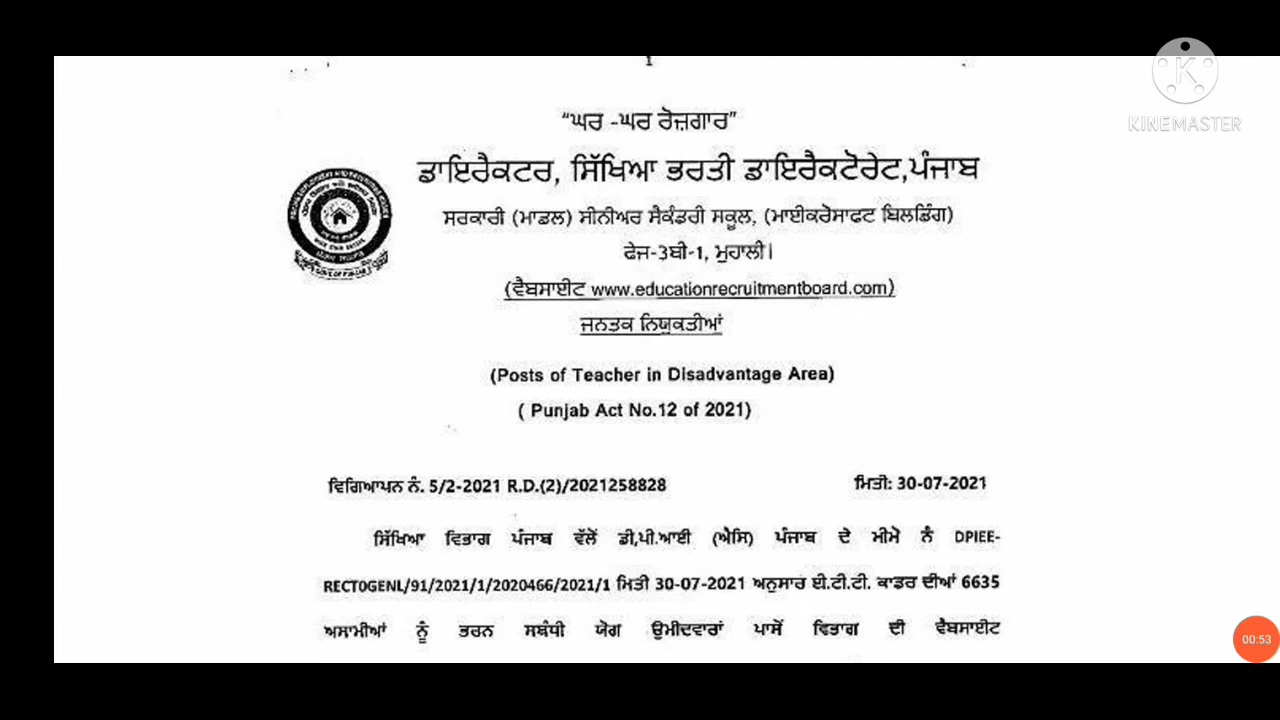 1
“ਘਰ -ਘਰ ਰੋਜ਼ਗਾਰ”
ਡਾਇਰੈਕਟਰ, ਸਿੱਖਿਆ ਭਰਤੀ ਡਾਇਰੈਕਟੋਰੇਟ,ਪੰਜਾਬ
ਸਰਕਾਰੀ (ਮਾਡਲ) ਸੀਨੀਅਰ ਸੈਕੰਡਰੀ ਸਕੂਲ, (ਮਾਈਕਰੋਸਾਫਟ ਬਿਲਡਿੰਗ)
ਫੇਜ-3ਬੀ-1, ਮੁਹਾਲੀ।
(ਵੈਬਸਾਈਟ www.educationrecruitmentboard.com)
ਜਨਤਕ ਨਿਯੁਕਤੀਆਂ
(Posts of Teacher in Disadvantage Area)
( Punjab Act No.12 of 2021)
ਵਿਗਿਆਪਨ ਨੰ. 5/2-2021 R.D.(2)/2021258828 ਮਿਤੀ: 30-07-2021
ਸਿੱਖਿਆ ਵਿਭਾਗ ਪੰਜਾਬ ਵੱਲੋਂ ਡੀ,ਪੀ.ਆਈ (ਐਸਿ) ਪੰਜਾਬ ਦੇ ਮੀਮੋ ਨੰ DPIEE-
RECT0GENL/91/2021/1/2020466/2021/1 ਮਿਤੀ 30-07-2021 ਅਨੁਸਾਰ ਈ.ਟੀ.ਟੀ. ਕਾਡਰ ਦੀਆਂ 6635
ਅਸਾਮੀਆਂ ਨੂੰ ਭਰਨ ਸਬੰਧੀ ਯੋਗ ਉਮੀਦਵਾਰਾਂ ਪਾਸੋਂ ਵਿਭਾਗ ਦੀ ਵੈਬਸਾਈਟ
KINEMASTER
00:53